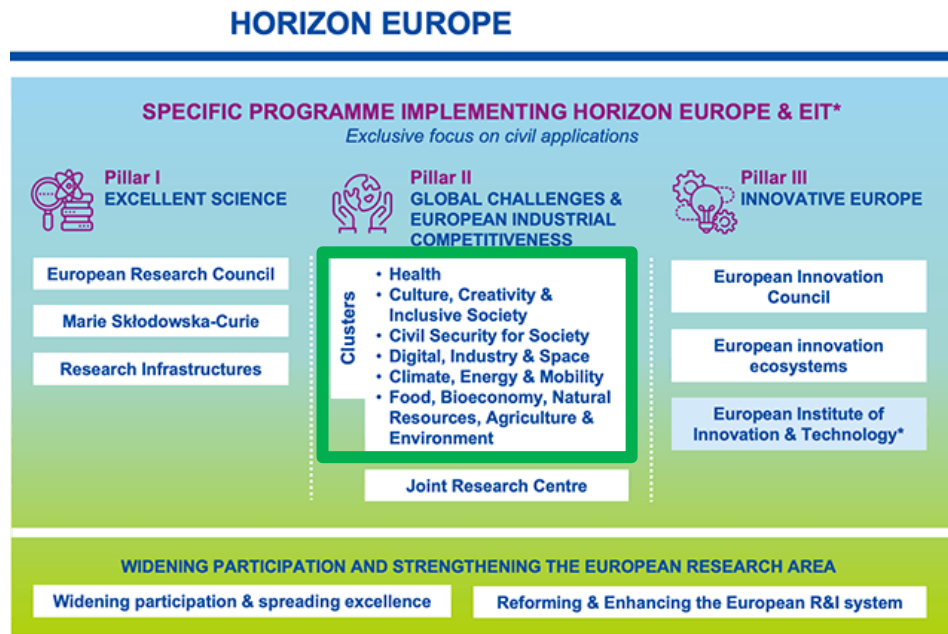 HORIZON EUROPE
SPECIFIC PROGRAMME IMPLEMENTING HORIZON EUROPE & EIT*
Exclusive focus on civil applications
Pillar I
EXCELLENT SCIENCE
European Research Council
Marie Skłodowska-Curie
Research Infrastructures
Pillar II
GLOBAL CHALLENGES &
EUROPEAN INDUSTRIAL
COMPETITIVENESS
Clusters
• Health
• Culture, Creativity &
Inclusive Society
• Civil Security for Society
• Digital, Industry & Space
• Climate, Energy & Mobility
• Food, Bioeconomy, Natural
Resources, Agriculture &
Environment
Joint Research Centre
Pillar III
INNOVATIVE EUROPE
European Innovation
Council
European innovation
ecosystems
European Institute of
Innovation & Technology*
WIDENING PARTICIPATION AND STRENGTHENING THE EUROPEAN RESEARCH AREA
Widening participation & spreading excellence
Reforming & Enhancing the European R&I system